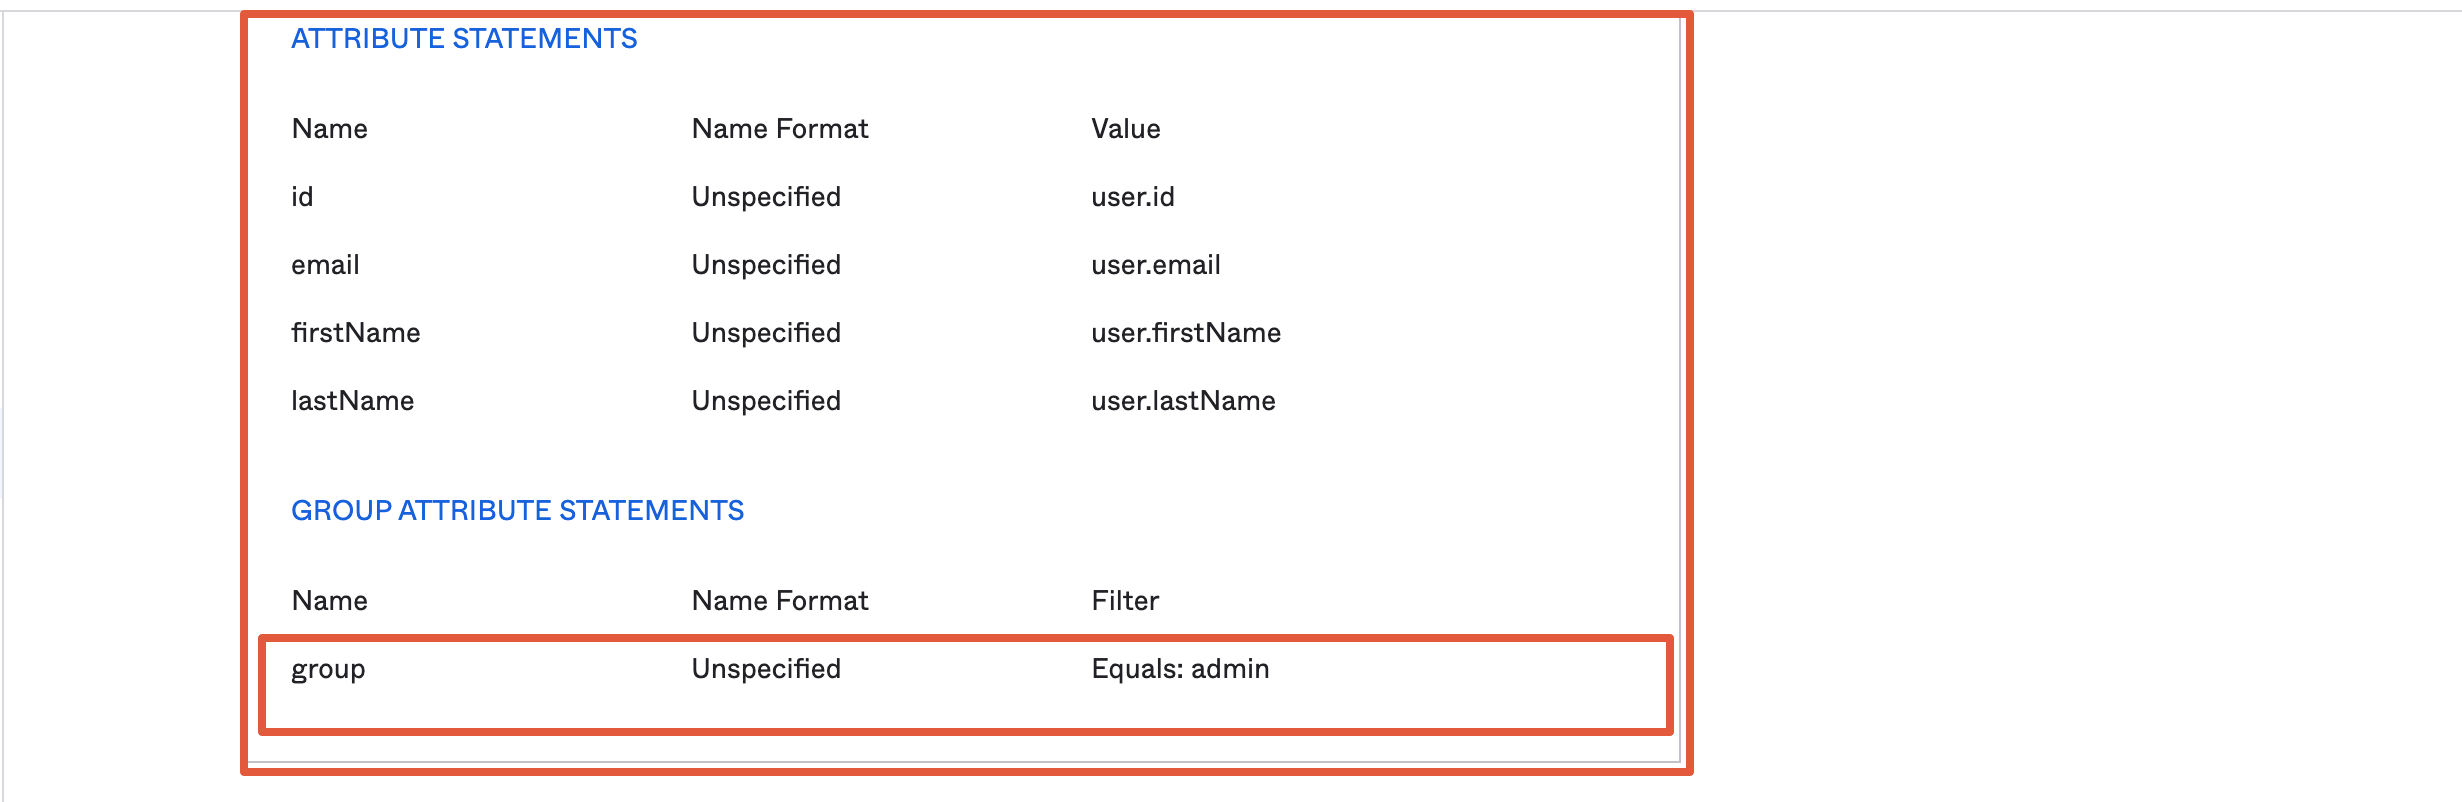 ATTRIBUTE STATEMENTS
Name Name Format Value
id Unspecified user.id
email Unspecified user.email
firstName Unspecified user.firstName
lastName Unspecified user.lastName
GROUP ATTRIBUTE STATEMENTS
Name Name Format Filter
group Unspecified Equals: admin